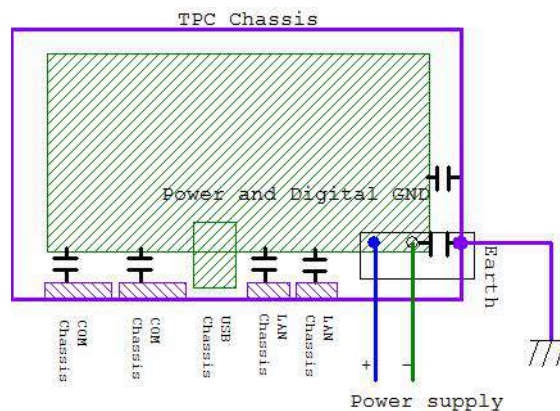 TPC Chassis
Power and Digital GND
Earth
COM
Chassis
COM
Chassis
USB
Chassis
LAN
Chassis
LAN
Chassis
+
-
Power supply